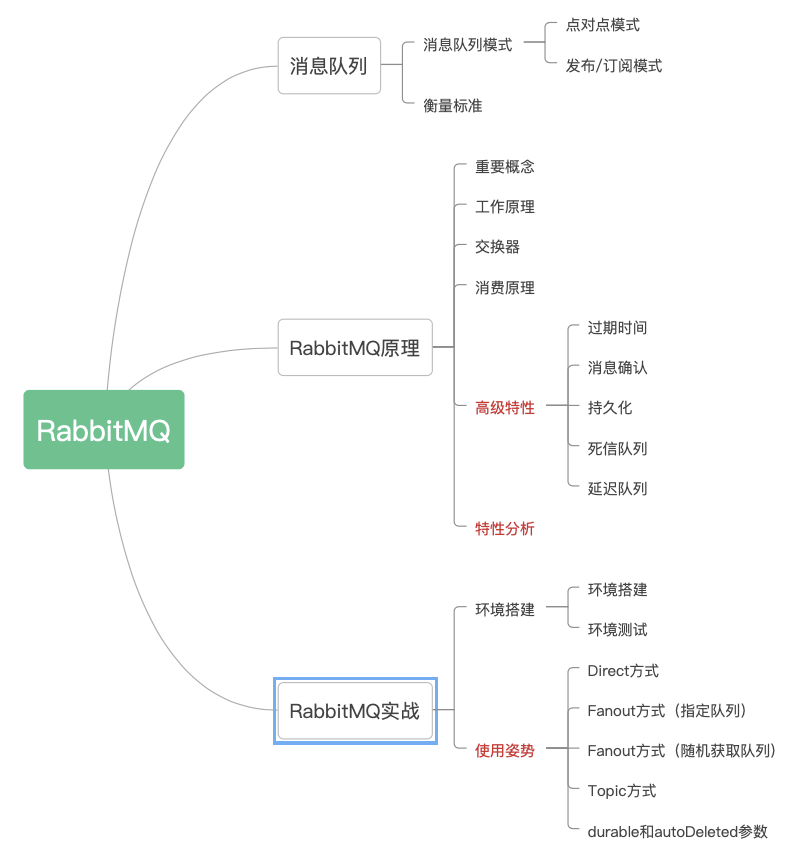 RabbitMQ
消息队列
消息队列模式
点对点模式
发布/订阅模式
衡量标准
RabbitMQ原理
重要概念
工作原理
交换器
消费原理
高级特性
过期时间
消息确认
持久化
死信队列
延迟队列
特性分析
RabbitMQ实战
环境搭建
环境搭建
环境测试
使用姿势
Direct方式
Fanout方式（指定队列）
Fanout方式（随机获取队列）
Topic方式
durable和autoDeleted参数